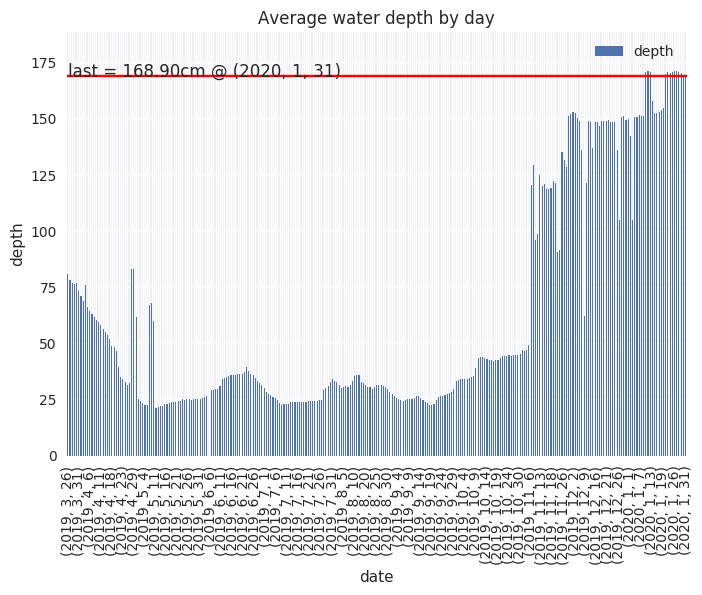 Average water depth by day
depth
last = 168.90cm @ (2020, 1, 31)
175
150
125
100
75
50
25
0
depth
(2019, 3, 26)
(2019, 3, 31)
(2019, 4, 6)
(2019, 4, 11)
(2019, 4, 18)
(2019, 4, 23)
(2019, 4, 29)
(2019, 5, 4)
(2019, 5, 11)
(2019, 5, 16)
(2019, 5, 21)
(2019, 5, 26)
(2019, 5, 31)
(2019, 6, 6)
(2019, 6, 11)
(2019, 6, 16)
(2019, 6, 21)
(2019, 6, 26)
(2019, 7, 1)
(2019, 7, 6)
(2019, 7, 11)
(2019, 7, 16)
(2019, 7, 21)
(2019, 7, 26)
(2019, 7, 31)
(2019, 8, 5)
(2019, 8, 10)
(2019, 8, 20)
(2019, 8, 25)
(2019, 8, 30)
(2019, 9, 4)
(2019, 9, 9)
(2019, 9, 14)
(2019, 9, 19)
(2019, 9, 24)
(2019, 9, 29)
(2019, 10, 4)
(2019, 10, 9)
(2019, 10, 14)
(2019, 10, 19)
(2019, 10, 24)
(2019, 10, 30)
(2019, 11, 6)
(2019, 11, 13)
(2019, 11, 18)
(2019, 11, 26)
(2019, 12, 2)
(2019, 12, 9)
(2019, 12, 16)
(2019, 12, 21)
(2019, 12, 26)
(2020, 1, 1)
(2020, 1, 7)
(2020, 1, 13)
(2020, 1, 19)
(2020, 1, 26)
(2020, 1, 31)
date